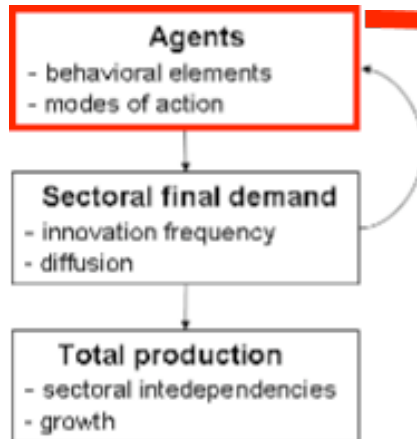 Agents
- behavioral elements
- modes of action
Sectoral final demand
- innovation frequency
- diffusion
Total production
- sectoral intedependencies
- growth